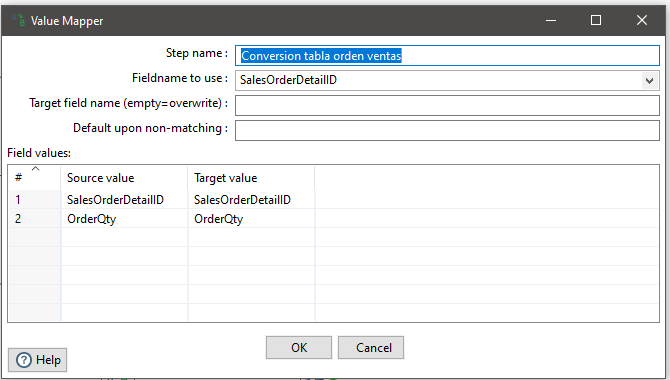 Value Mapper
Step name :
Conversion tabla orden ventas
Fieldname to use :
SalesOrderDetailID
Target field name (empty=overwrite) :
Default upon non-matching :
Field values:
# Source value Target value
1 SalesOrderDetailID SalesOrderDetailID
2 OrderQty OrderQty
OK Cancel
Help